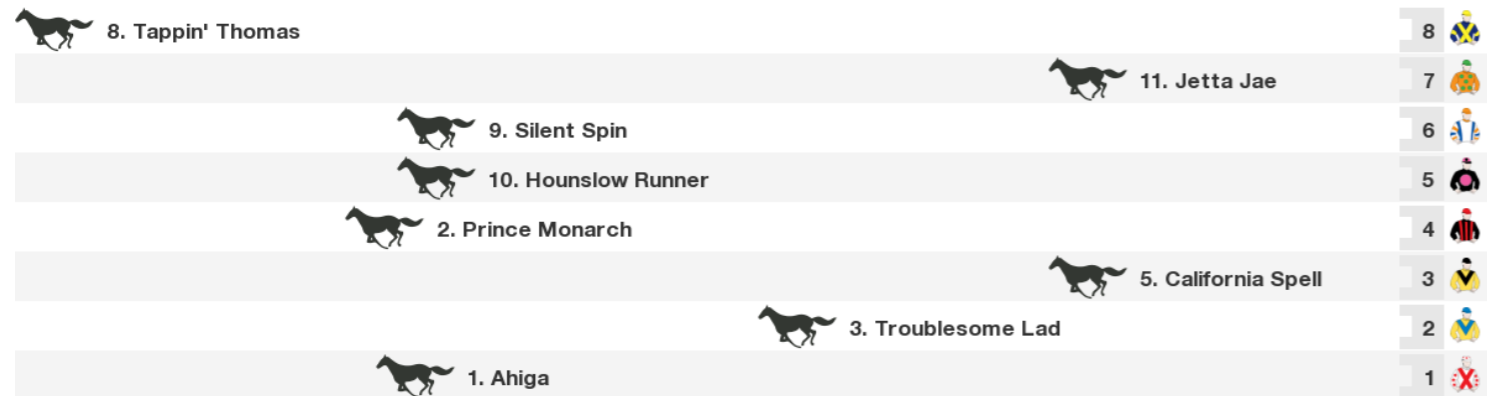 8. Tappin' Thomas 8
11. Jetta Jae 7
9. Silent Spin 6
10. Hounslow Runner 5
2. Prince Monarch 4
5. California Spell 3
3. Troublesome Lad 2
1. Ahiga 1